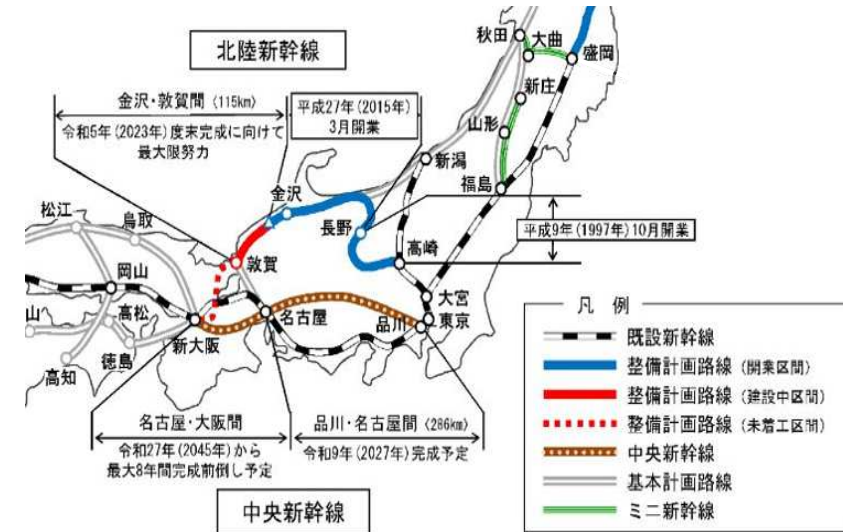 北陸新幹線
金沢・敦賀間 (115km)
令和5年(2023年)度末完成に向けて
最大限努力
平成27年(2015年)
3月開業
秋田
大曲
盛岡
新庄
山形
新潟
福島
金沢
長野
高崎
平成9年(1997年)10月開業
松江
鳥取
敦賀
岡山
大宮
東京
品川
名古屋
新大阪
山
高松
徳島
高知
名古屋・大阪間
令和27年(2045年)から
最大8年間完成前倒し予定
品川・名古屋間 (286km)
令和9年(2027年)完成予定
中央新幹線
凡 例
既設新幹線
整備計画路線 (開業区間)
整備計画路線 (建設中区間)
整備計画路線 (未着工区間)
中央新幹線
基本計画路線
ミニ新幹線